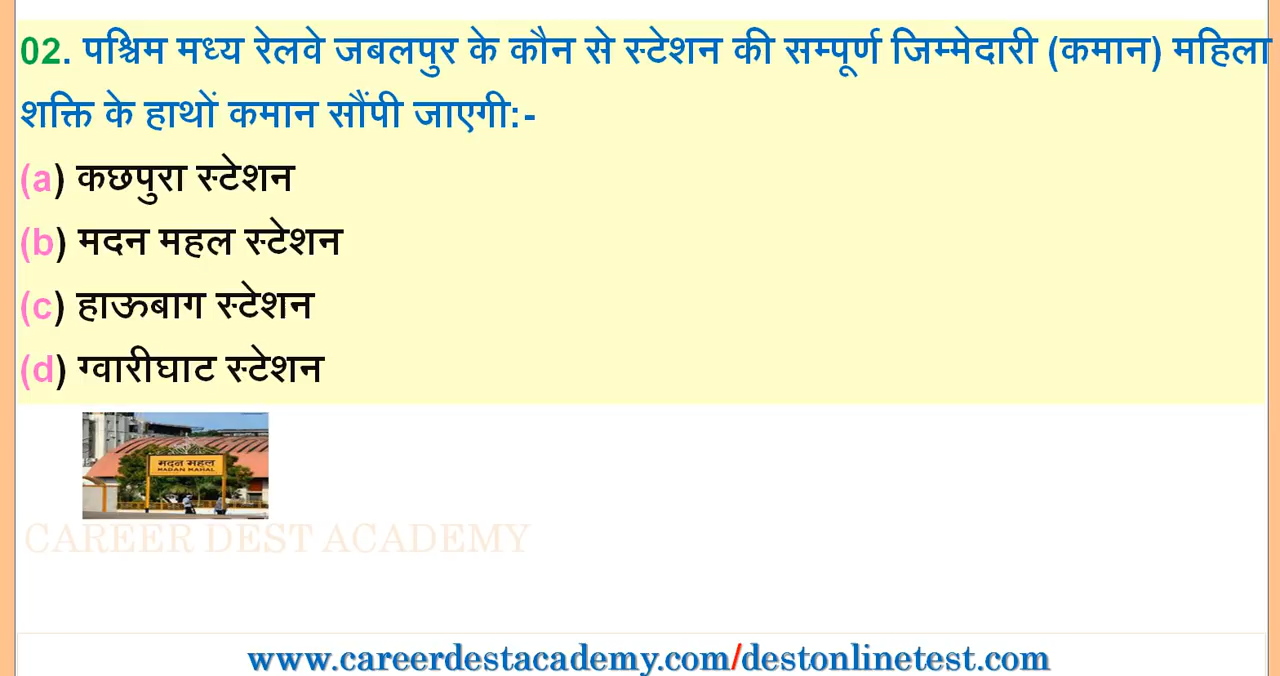 02. पश्चिम मध्य रेलवे जबलपुर के कौन से स्टेशन की सम्पूर्ण जिम्मेदारी (कमान) महिला
शक्ति के हाथों कमान सौंपी जाएगी:-
(a) कछपुरा स्टेशन
(b) मदन महल स्टेशन
(c) हाऊबाग स्टेशन
(d) ग्वारीघाट स्टेशन
मदन महल
MADAN MAHAL
CAREER DEST ACADEMY
www.careerdestacademy.com/destonlinetest.com